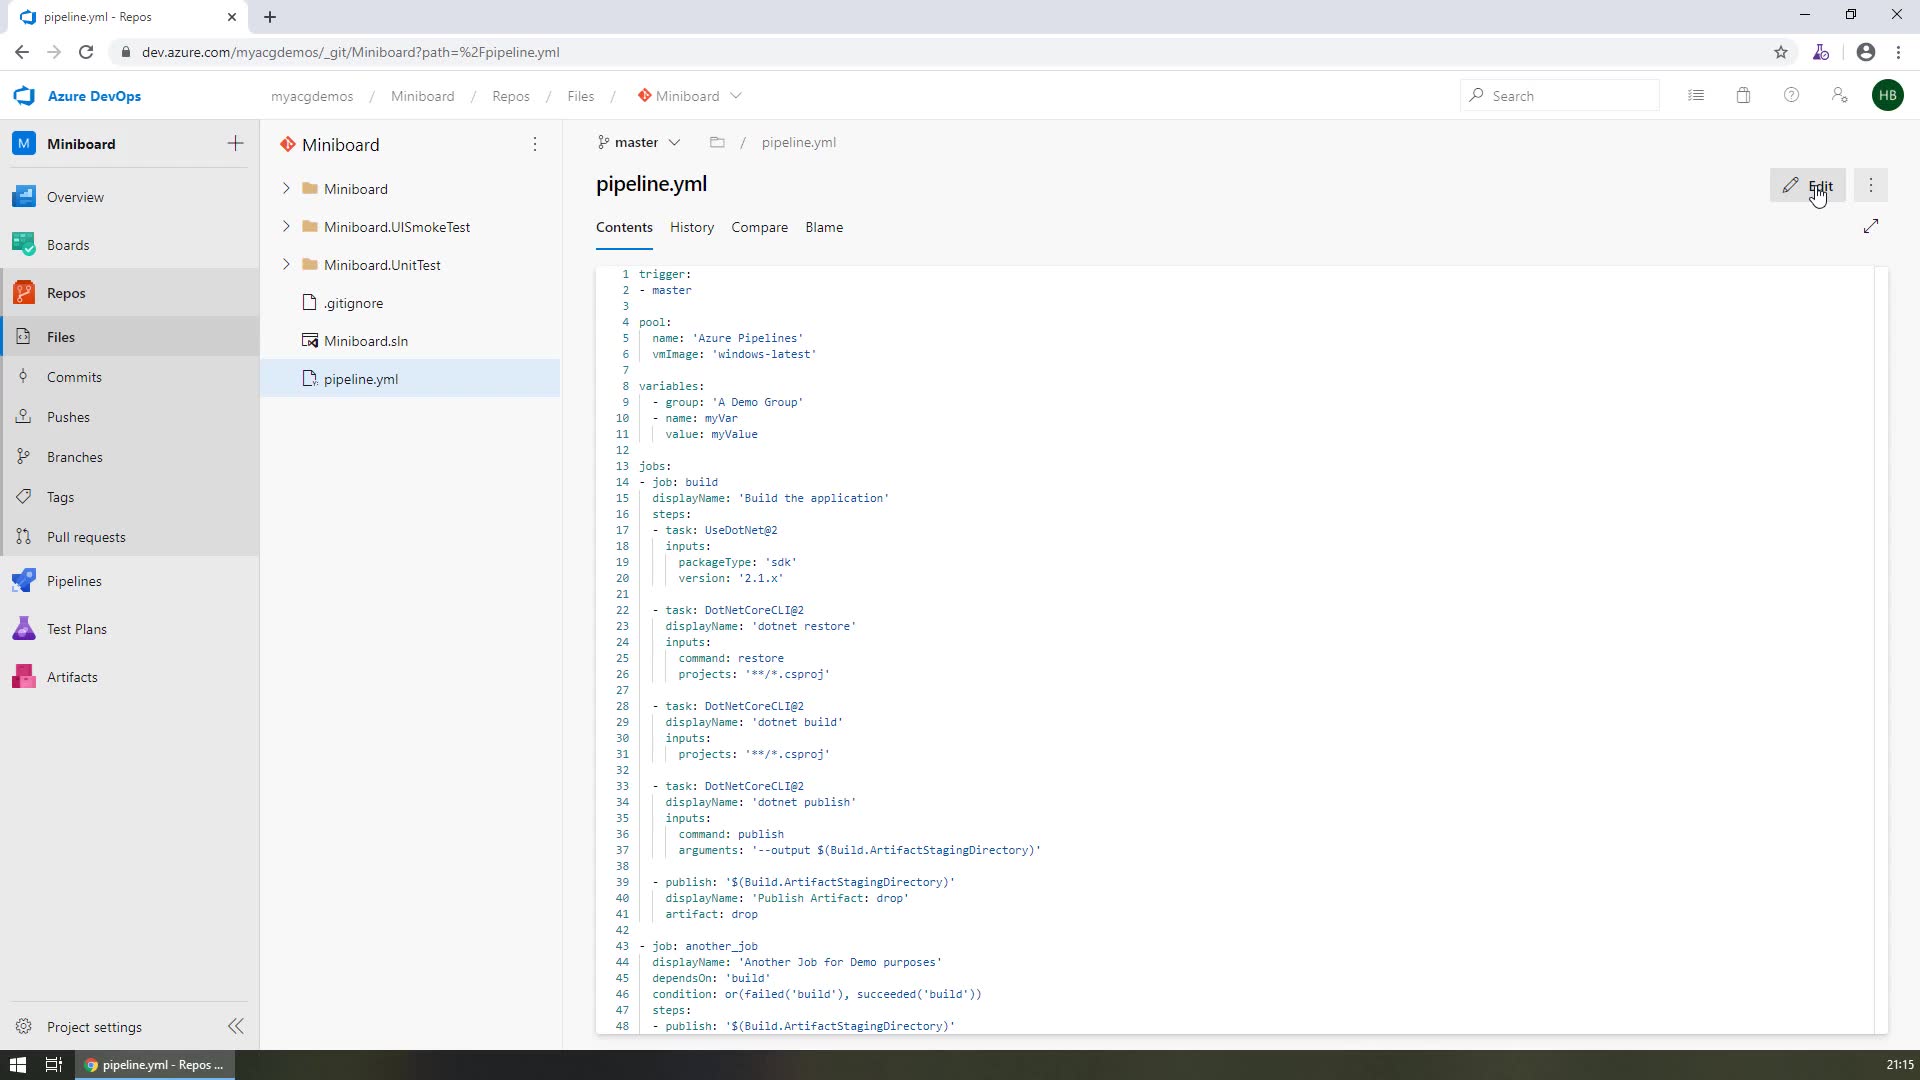 pipeline.yml - Repos
dev.azure.com/myacgdemos/_git/Miniboard?path=%2Fpipeline.yml
Azure DevOps
myacgdemos / Miniboard / Repos / Files / Miniboard
Search
HB
M Miniboard
Overview
Boards
Repos
Files
Commits
Pushes
Branches
Tags
Pull requests
Pipelines
Test Plans
Artifacts
Project settings
Miniboard
Miniboard
Miniboard.UISmokeTest
Miniboard.UnitTest
.gitignore
Miniboard.sln
pipeline.yml
master / pipeline.yml
pipeline.yml
Edit
Contents History Compare Blame
1 trigger:
2 - master
3
4 pool:
5 name: 'Azure Pipelines'
6 vmImage: 'windows-latest'
7
8 variables:
9 - group: 'A Demo Group'
10 - name: myVar
11 value: myValue
12
13 jobs:
14 - job: build
15 displayName: 'Build the application'
16 steps:
17 - task: UseDotNet@2
18 inputs:
19 packageType: 'sdk'
20 version: '2.1.x'
21
22 - task: DotNetCoreCLI@2
23 displayName: 'dotnet restore'
24 inputs:
25 command: restore
26 projects: '**/*.csproj'
27
28 - task: DotNetCoreCLI@2
29 displayName: 'dotnet build'
30 inputs:
31 projects: '**/*.csproj'
32
33 - task: DotNetCoreCLI@2
34 displayName: 'dotnet publish'
35 inputs:
36 command: publish
37 arguments: '--output $(Build.ArtifactStagingDirectory)'
38
39 - publish: '$(Build.ArtifactStagingDirectory)'
40 displayName: 'Publish Artifact: drop'
41 artifact: drop
42
43 - job: another_job
44 displayName: 'Another Job for Demo purposes'
45 dependsOn: 'build'
46 condition: or(failed('build'), succeeded('build'))
47 steps:
48 - publish: '$(Build.ArtifactStagingDirectory)'
pipeline.yml - Repos ...
21:15